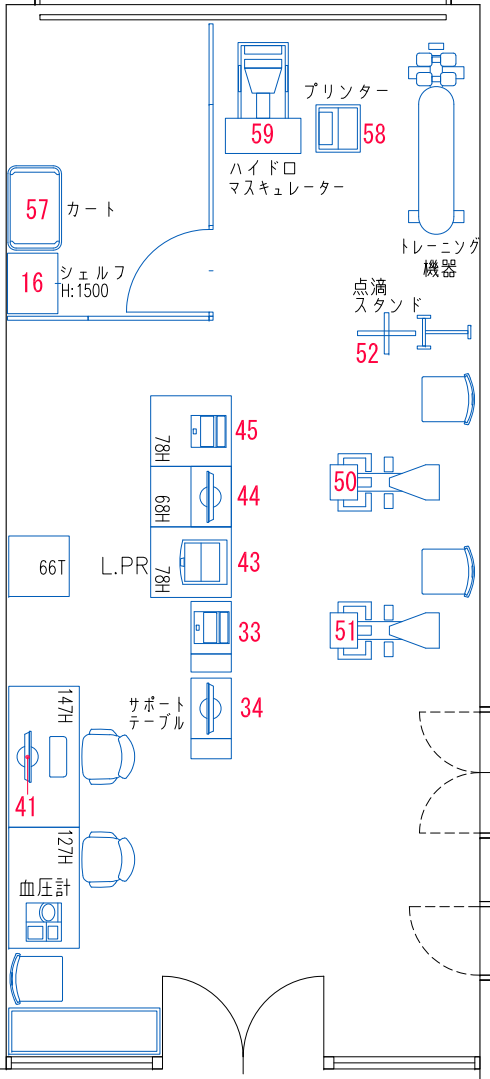 プリンター
59
58
ハイドロ
マスキュレーター
57
カート
トレーニング
機器
16
シェルフ
H:1500
点滴
スタンド
52
78H
45
68H
44
50
66T
L.PR
78H
43
33
51
サポート
テーブル
34
147H
41
127H
血圧計